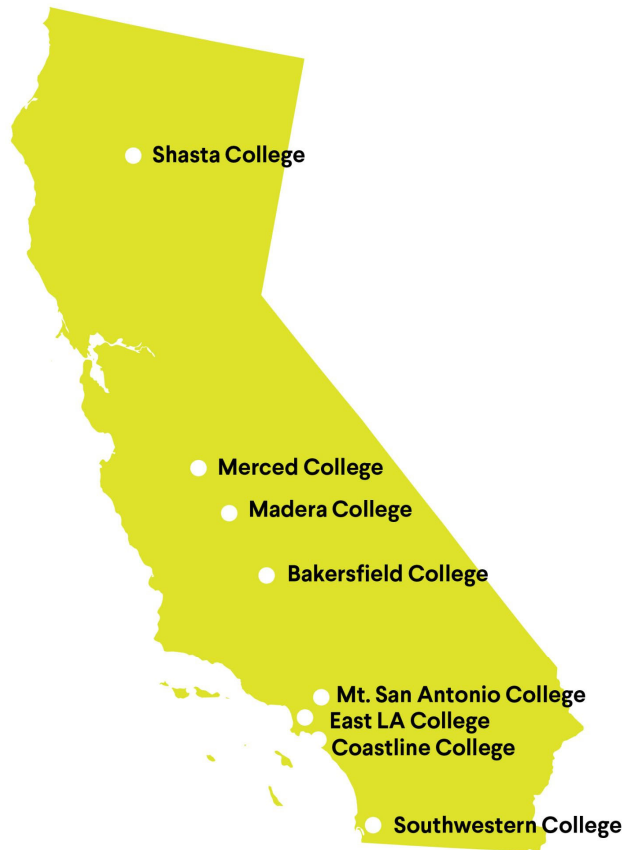 Shasta College
Merced College
Madera College
Bakersfield College
Mt. San Antonio College
East LA College
Coastline College
Southwestern College